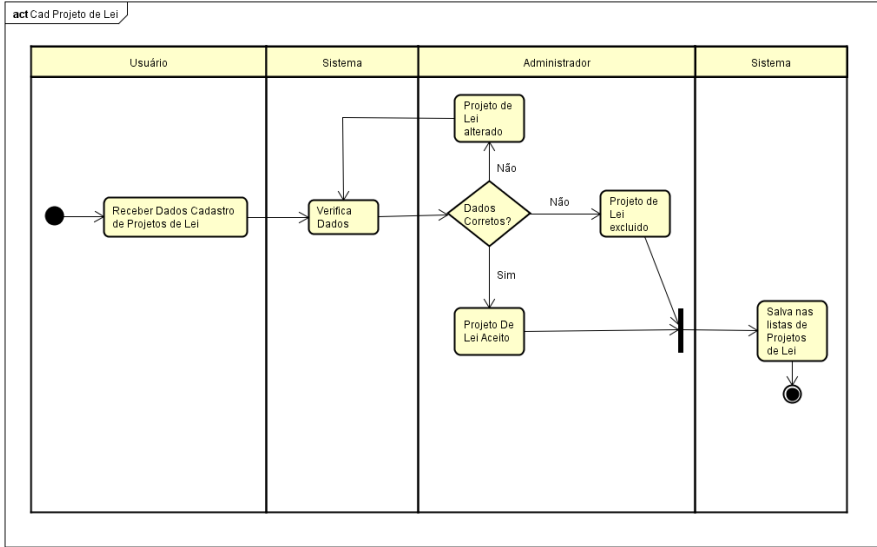 act Cad Projeto de Lei
Usuário
Sistema
Administrador
Sistema
Projeto de
Lei
alterado
Não
Receber Dados Cadastro
de Projetos de Lei
Verifica
Dados
Dados
Corretos?
Não
Projeto de
Lei
excluido
Sim
Projeto De
Lei Aceito
Salva nas
listas de
Projetos
de Lei